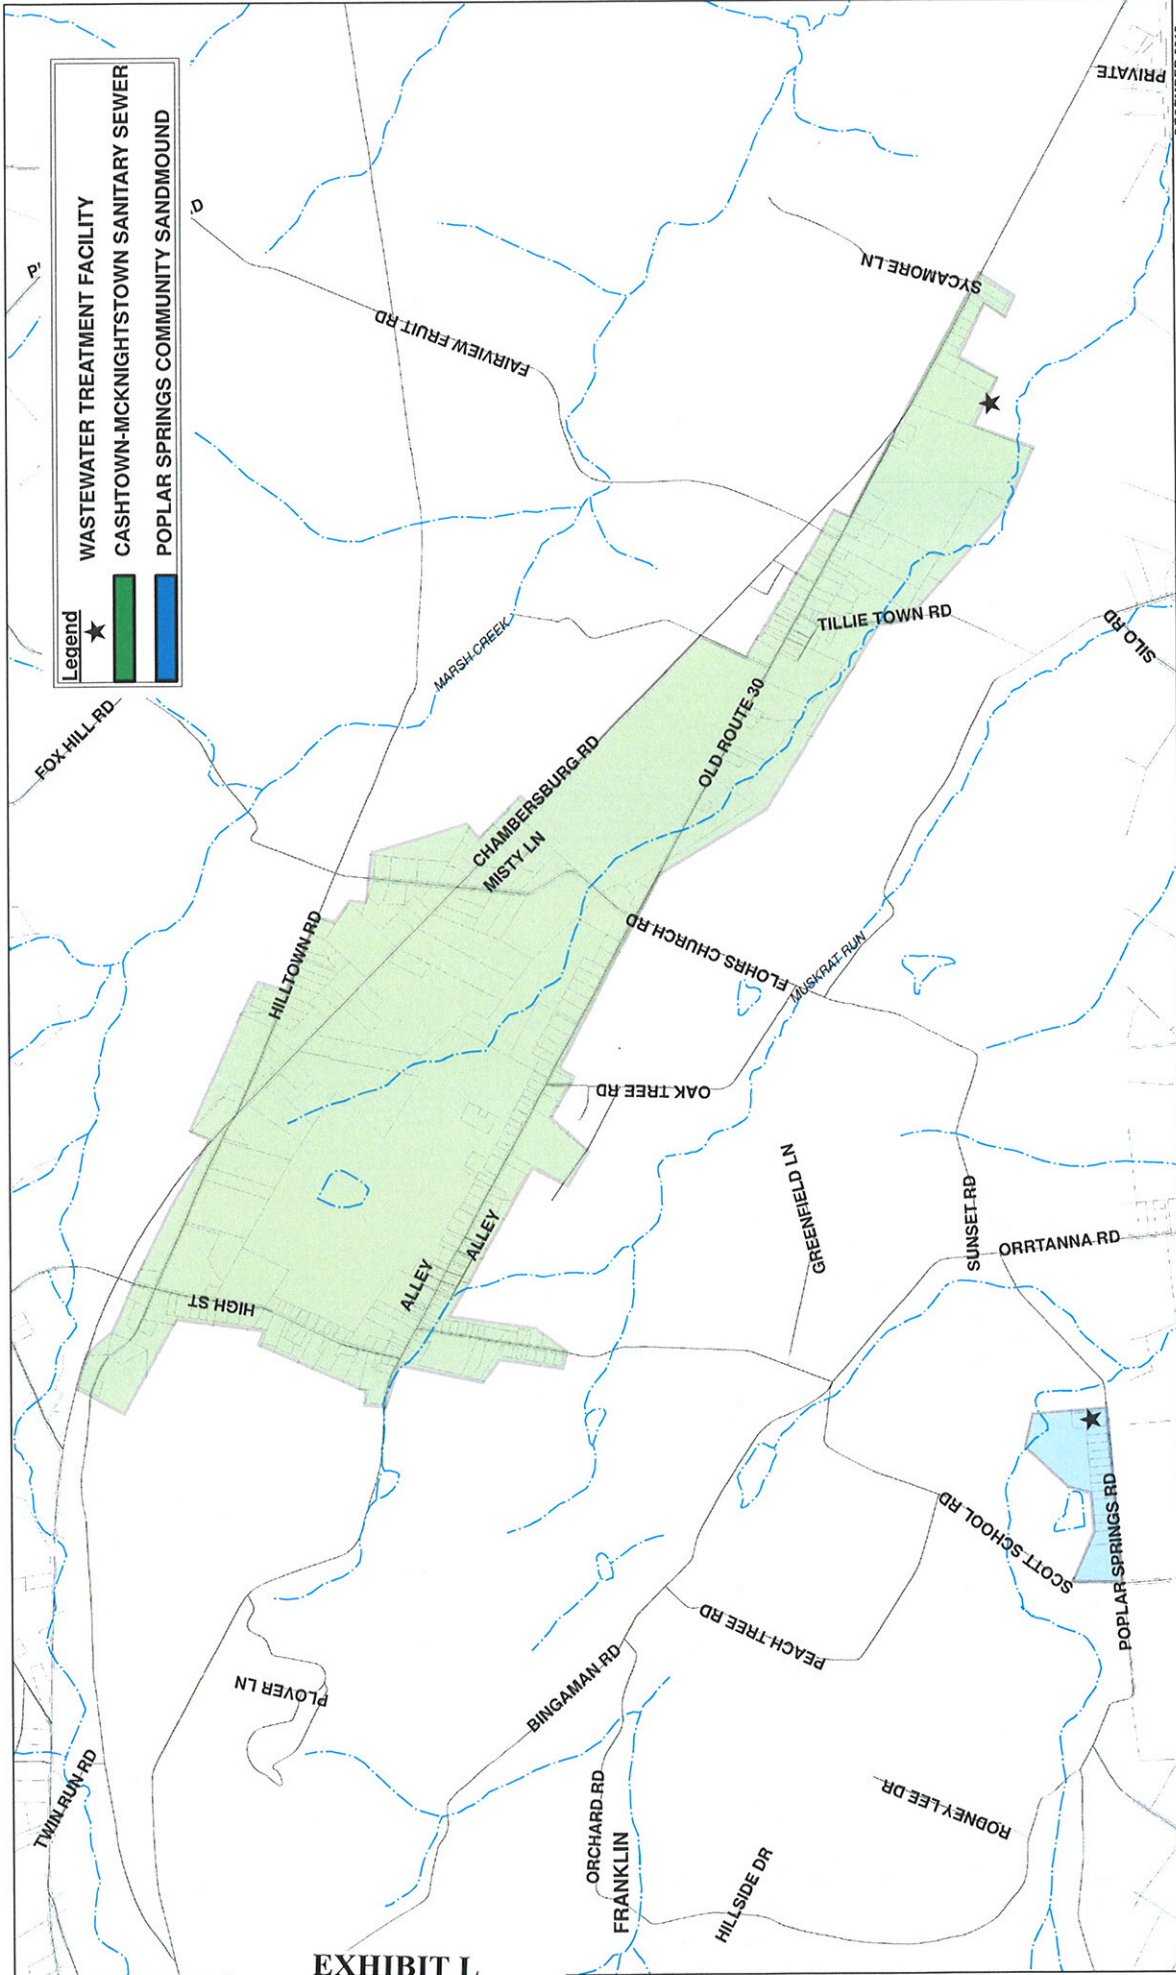 Legend
WASTEWATER TREATMENT FACILITY
CASHTOWN-MCKNIGHTSTOWN SANITARY SEWER
POPLAR SPRINGS COMMUNITY SANDMOUND
PRIVATE
FAIRVIEW FRUIT RD
SYCAMORE LN
FOX HILL RD
MARSH CREEK
TILLIE TOWN RD
SILO RD
OLD ROUTE 30
CHAMBERSBURG RD
MISTY LN
HILLTOWN RD
FLOHRS CHURCH RD
MUSKRAT RUN
OAK TREE RD
GREENFIELD LN
SUNSET RD
ORRTANNA RD
ALLEY
ALLEY
HIGH ST
SCOTT SCHOOL RD
POPLAR SPRINGS RD
PEACH TREE RD
BINGAMAN RD
PLOVER LN
TWIN RUN RD
ORCHARD RD
FRANKLIN
HILLSIDE DR
RODNEY LEE DR
EXHIBIT L